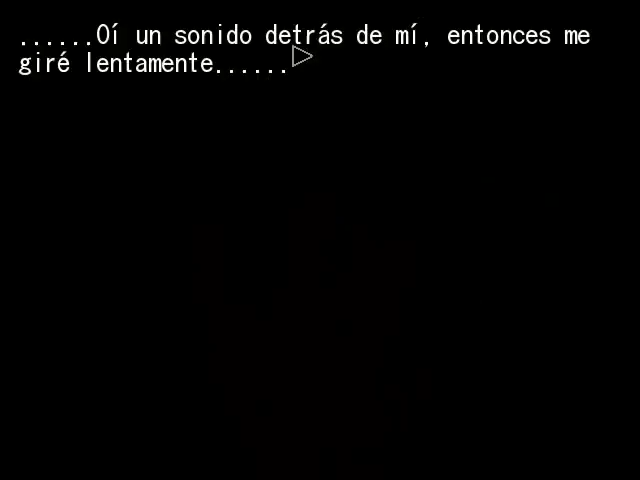 ......Oí un sonido detrás de mí, entonces me
giré lentamente......